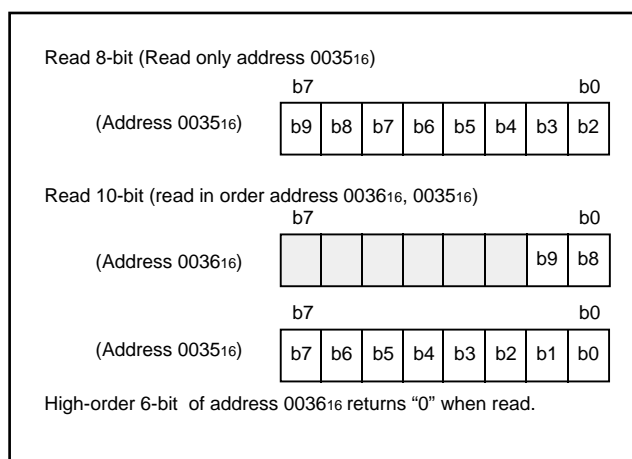 Read 8-bit (Read only address 003516)
b7 b0
(Address 003516) b9 b8 b7 b6 b5 b4 b3 b2
Read 10-bit (read in order address 003616, 003516)
b7 b0
(Address 003616) b9 b8
b7 b0
(Address 003516) b7 b6 b5 b4 b3 b2 b1 b0
High-order 6-bit of address 003616 returns “0” when read.